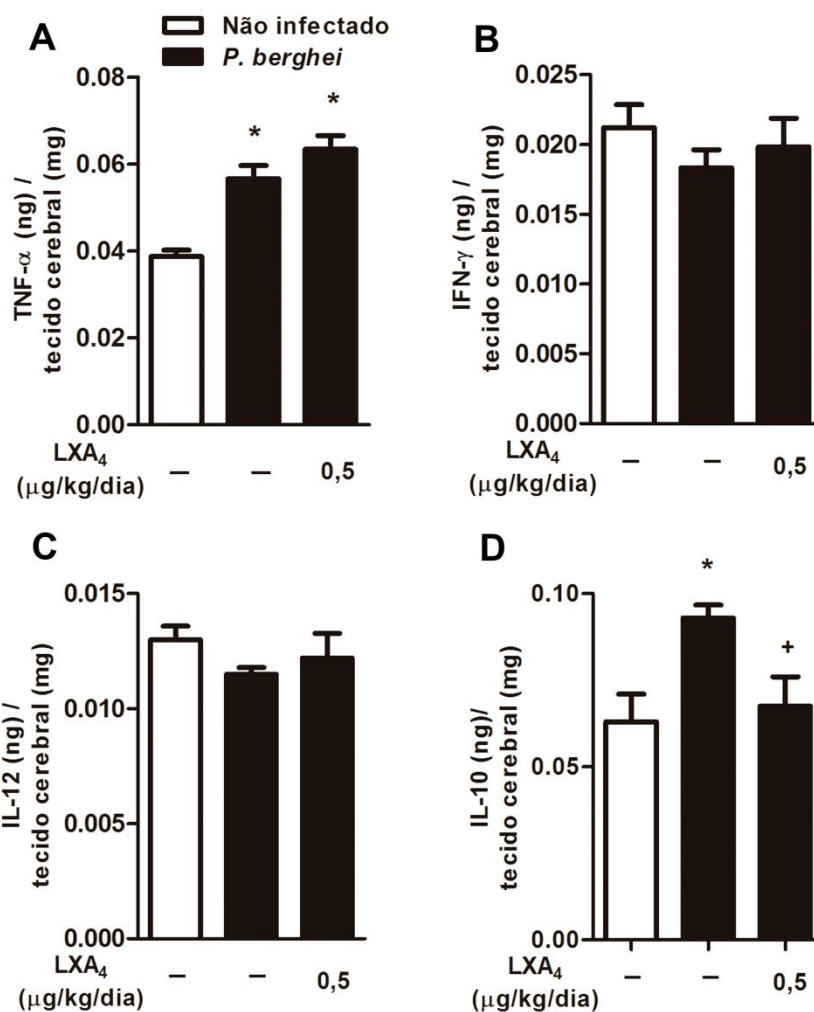 A
Não infectado
P. berghei
TNF-α (ng) /
tecido cerebral (mg)
0.08
0.06
0.04
0.02
0.00
* *
LXA₄
(µg/kg/dia)
– – 0,5
B
IFN-γ (ng) /
tecido cerebral (mg)
0.025
0.020
0.015
0.010
0.005
0.000
LXA₄
(µg/kg/dia)
– – 0,5
C
IL-12 (ng) /
tecido cerebral (mg)
0.015
0.010
0.005
0.000
LXA₄
(µg/kg/dia)
– – 0,5
D
IL-10 (ng)/
tecido cerebral (mg)
0.10
0.05
0.00
*
+
LXA₄
(µg/kg/dia)
– – 0,5